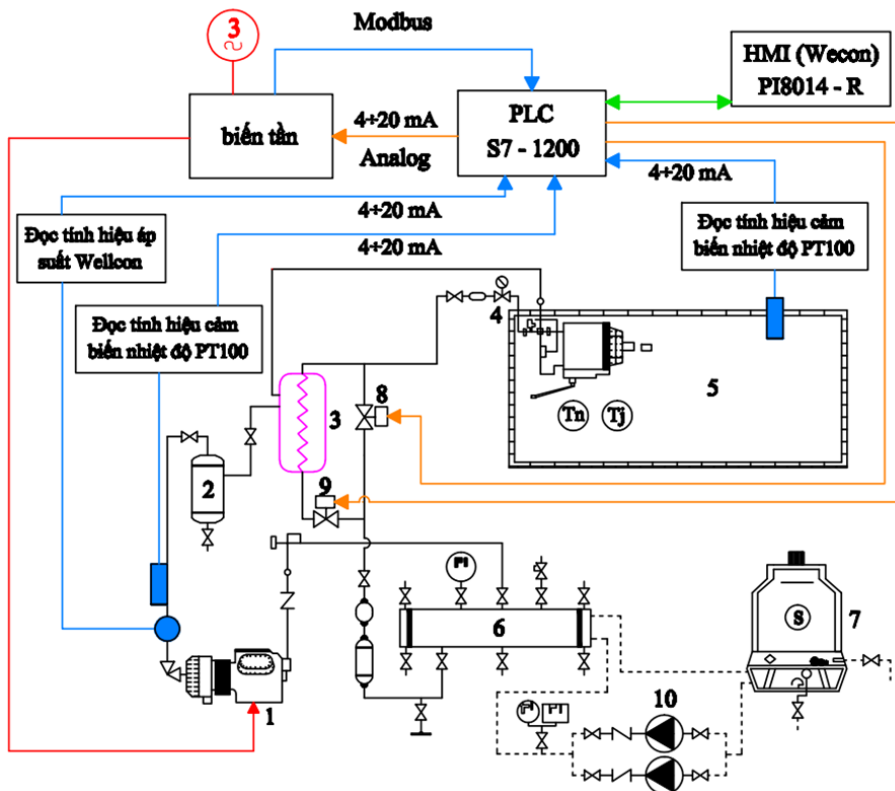 3
Modbus
HMI (Wecon)
PI8014 - R
biến tần
4÷20 mA
Analog
PLC
S7 - 1200
4÷20 mA
4÷20 mA
4÷20 mA
Đọc tính hiệu áp
suất Wellcon
Đọc tính hiệu cảm
biến nhiệt độ PT100
Đọc tính hiệu cảm
biến nhiệt độ PT100
4
5
Tn
Tj
3
8
2
9
PI
6
S
7
1
PI
PT
10